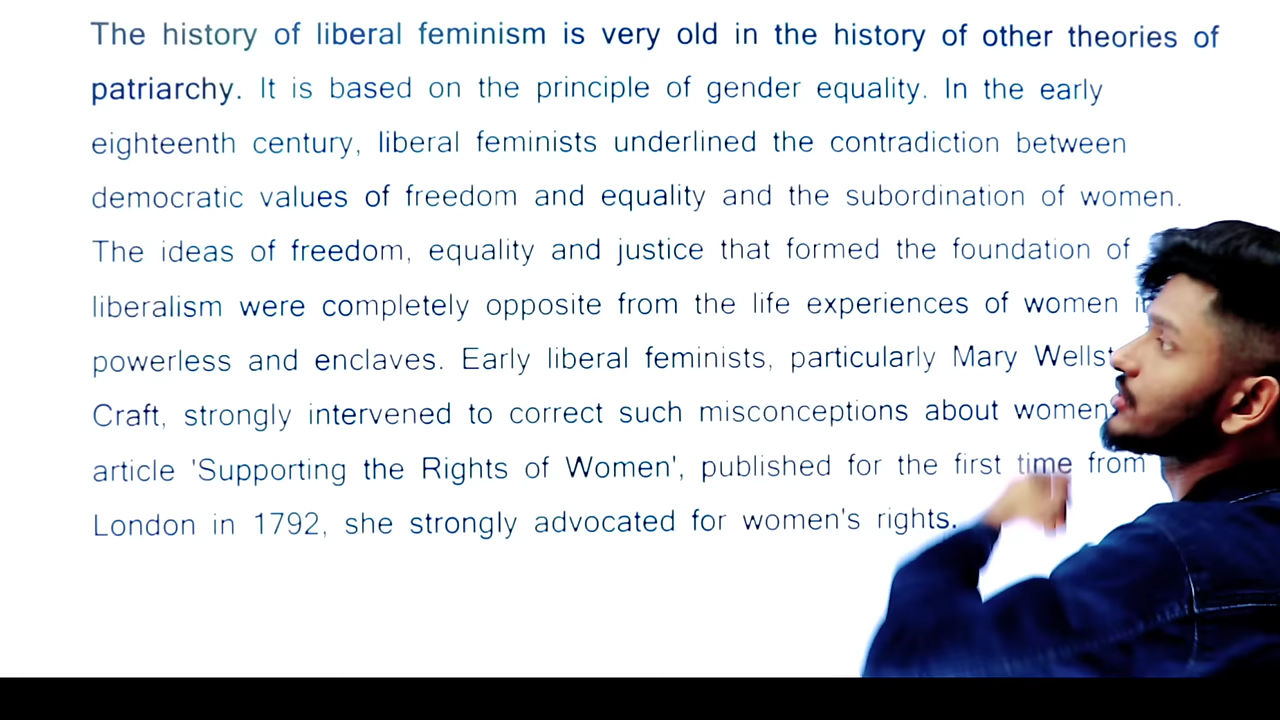 The history of liberal feminism is very old in the history of other theories of
patriarchy. It is based on the principle of gender equality. In the early
eighteenth century, liberal feminists underlined the contradiction between
democratic values of freedom and equality and the subordination of women.
The ideas of freedom, equality and justice that formed the foundation of
liberalism were completely opposite from the life experiences of women
powerless and enclaves. Early liberal feminists, particularly Mary
Craft, strongly intervened to correct such misconceptions about women
article 'Supporting the Rights of Women', published for the first time from
London in 1792, she strongly advocated for women's rights.